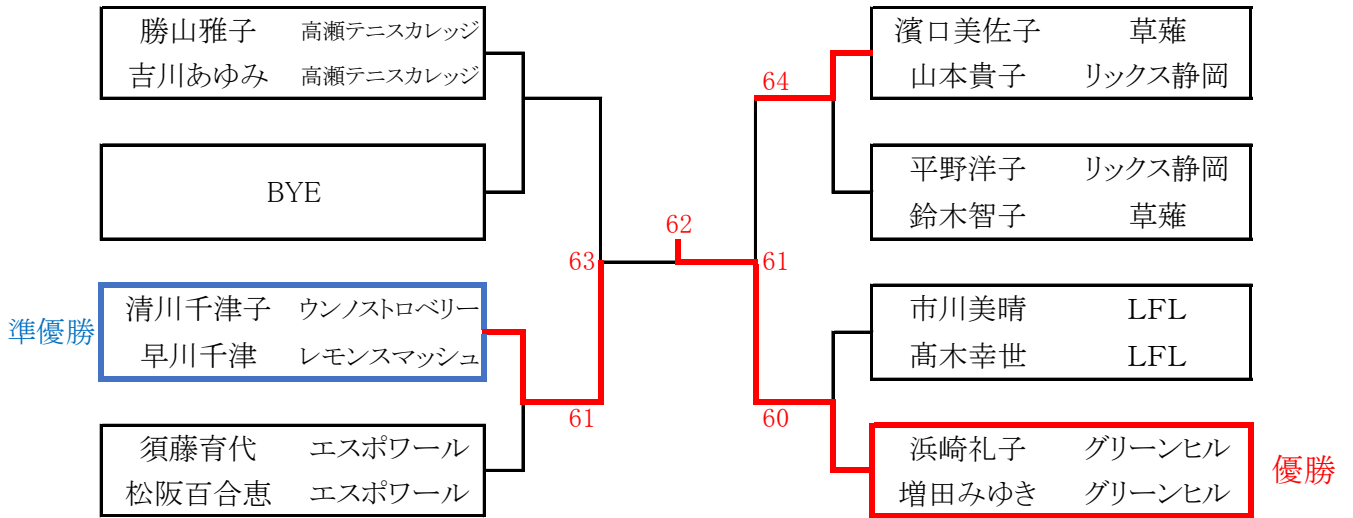 勝山雅子 高瀬テニスカレッジ
吉川あゆみ 高瀬テニスカレッジ
BYE
準優勝
清川千津子 ウンノストロベリー
早川千津 レモンスマッシュ
須藤育代 エスポワール
松阪百合恵 エスポワール
63
61
62
64
61
60
濱口美佐子 草薙
山本貴子 リックス静岡
平野洋子 リックス静岡
鈴木智子 草薙
市川美晴 LFL
髙木幸世 LFL
浜崎礼子 グリーンヒル
増田みゆき グリーンヒル
優勝